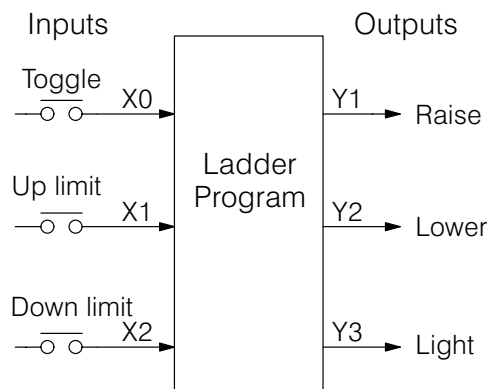 Inputs
Outputs
Toggle
X0
Y1
Raise
Up limit
X1
Ladder
Program
Y2
Lower
Down limit
X2
Y3
Light